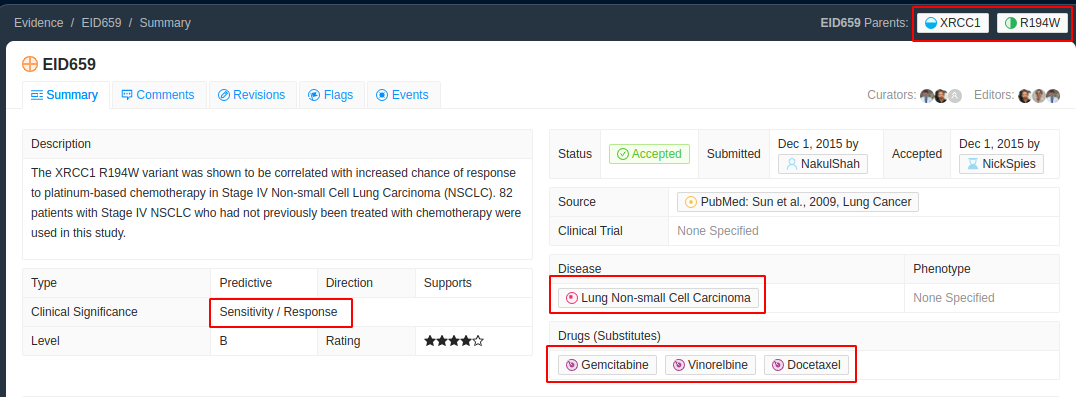 Evidence / EID659 / Summary
EID659 Parents: XRCC1 R194W
EID659
Summary Comments Revisions Flags Events
Curators: Editors:
Description
The XRCC1 R194W variant was shown to be correlated with increased chance of response
to platinum-based chemotherapy in Stage IV Non-small Cell Lung Carcinoma (NSCLC). 82
patients with Stage IV NSCLC who had not previously been treated with chemotherapy were
used in this study.
Type Predictive Direction Supports
Clinical Significance Sensitivity / Response
Level B Rating
Status Accepted Submitted Dec 1, 2015 by NakulShah Accepted Dec 1, 2015 by NickSpies
Source PubMed: Sun et al., 2009, Lung Cancer
Clinical Trial None Specified
Disease Phenotype
Lung Non-small Cell Carcinoma None Specified
Drugs (Substitutes)
Gemcitabine Vinorelbine Docetaxel